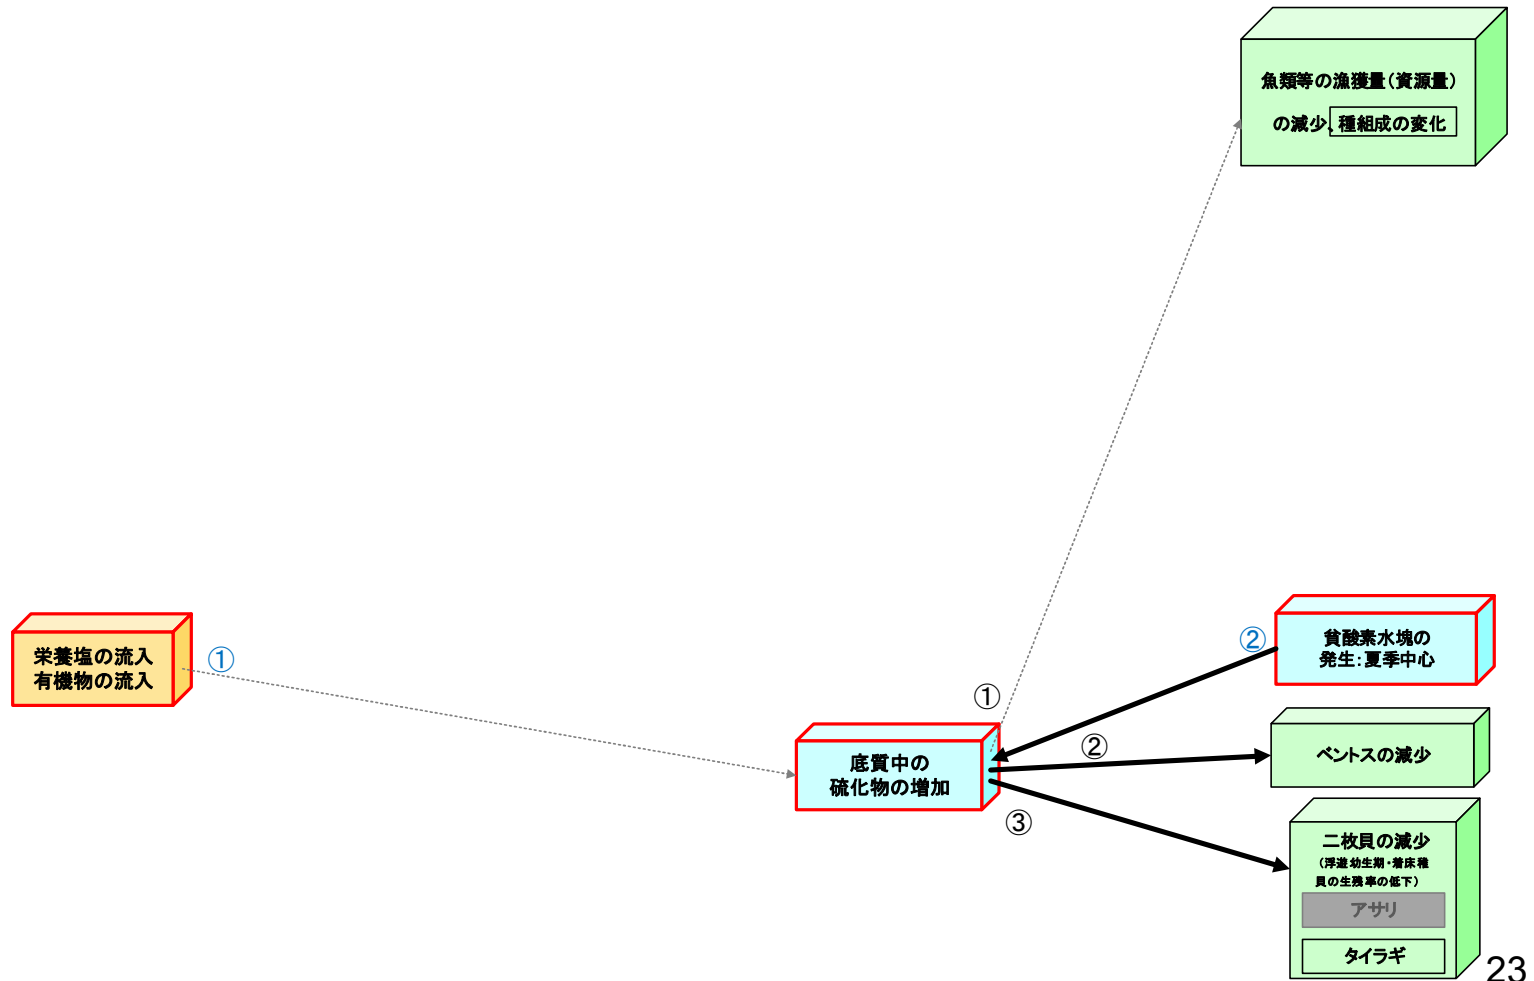 魚類等の漁獲量(資源量)
の減少、種組成の変化
栄養塩の流入
有機物の流入
①
②
貧酸素水塊の
発生:夏季中心
①
②
ベントスの減少
底質中の
硫化物の増加
③
二枚貝の減少
(浮遊幼生期・着床稚
貝の生残率の低下)
アサリ
タイラギ
23